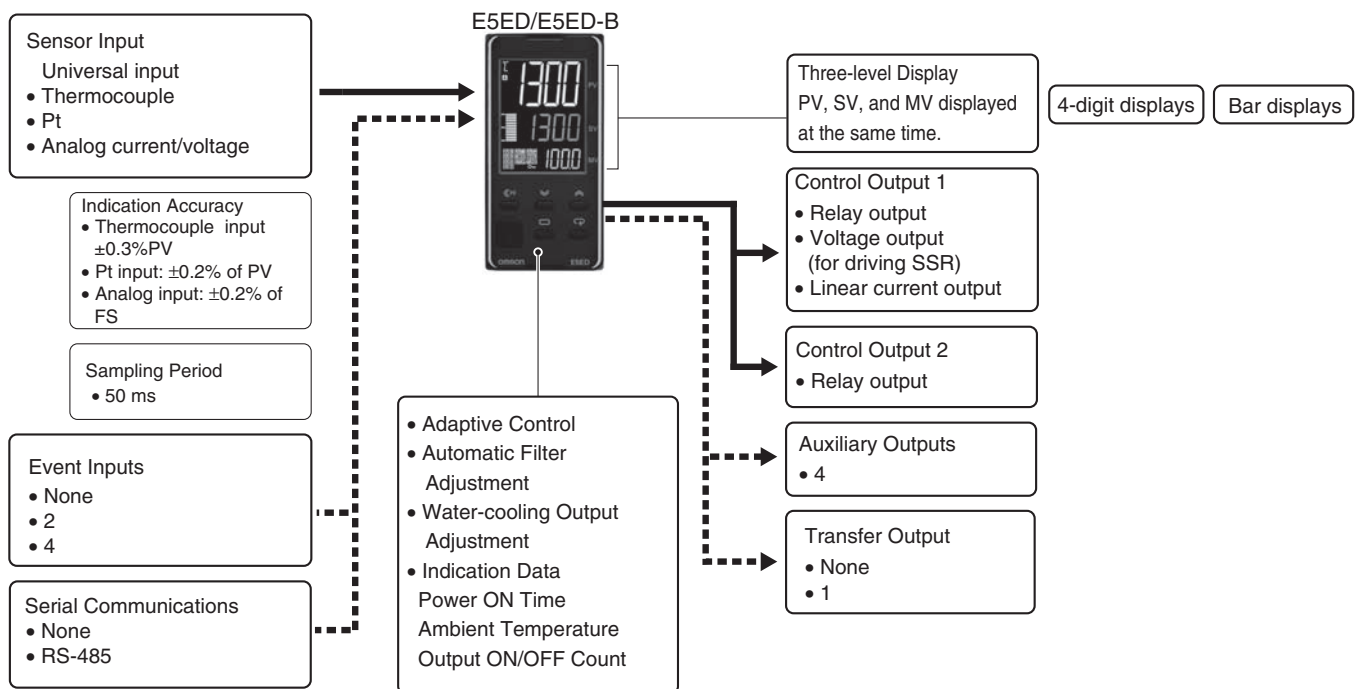 E5ED/E5ED-B
Sensor Input
Universal input
• Thermocouple
• Pt
• Analog current/voltage
Indication Accuracy
• Thermocouple input
±0.3%PV
• Pt input: ±0.2% of PV
• Analog input: ±0.2% of
FS
Sampling Period
• 50 ms
Event Inputs
• None
• 2
• 4
Serial Communications
• None
• RS-485
1300
PV
1300
SV
100.0
MV
OMRON
E5ED
• Adaptive Control
• Automatic Filter
Adjustment
• Water-cooling Output
Adjustment
• Indication Data
Power ON Time
Ambient Temperature
Output ON/OFF Count
Three-level Display
PV, SV, and MV displayed
at the same time.
4-digit displays
Bar displays
Control Output 1
• Relay output
• Voltage output
(for driving SSR)
• Linear current output
Control Output 2
• Relay output
Auxiliary Outputs
• 4
Transfer Output
• None
• 1